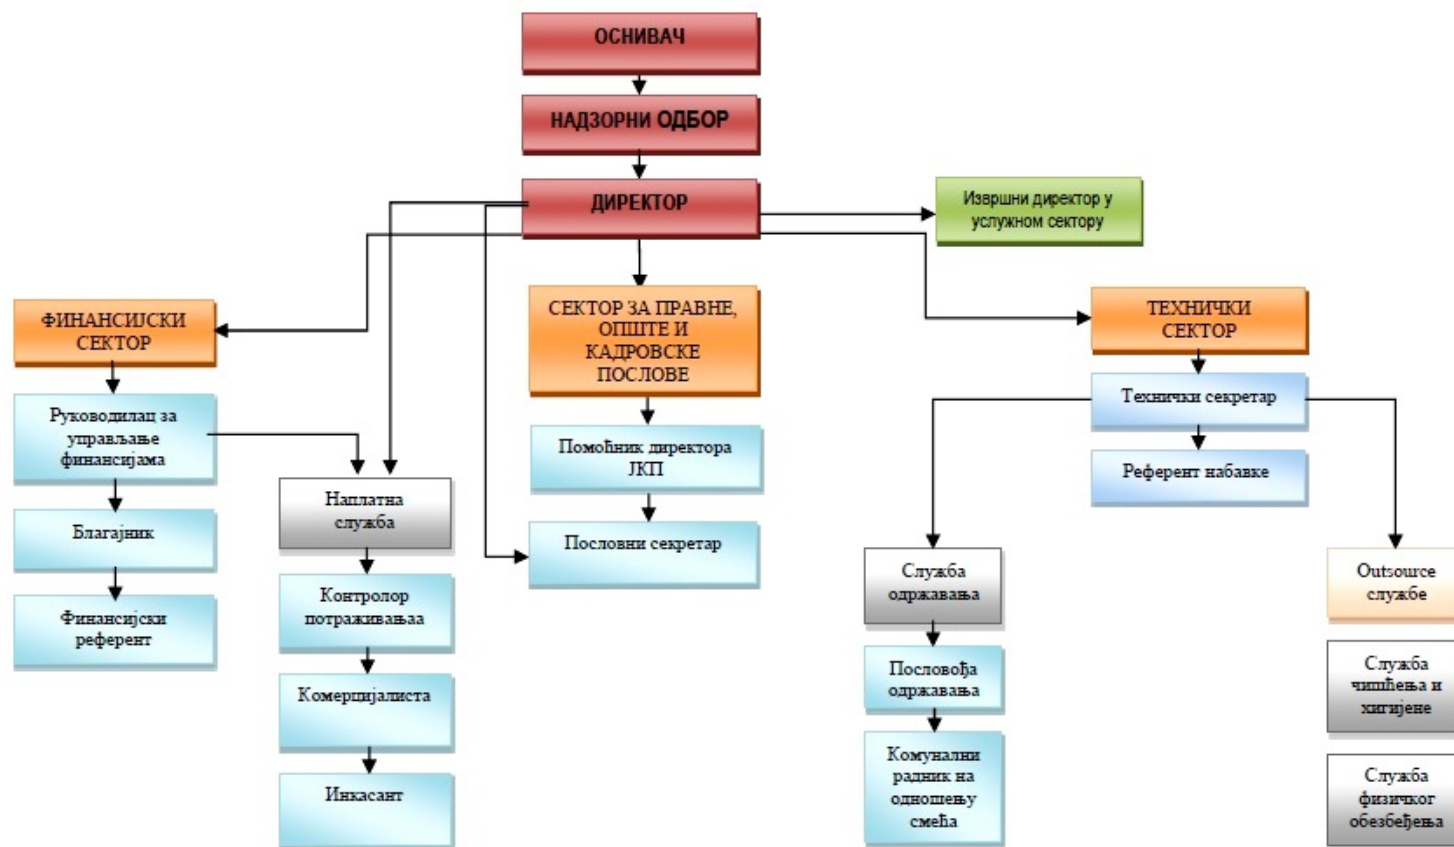 ОСНИВАЧ
НАДЗОРНИ ОДБОР
ДИРЕКТОР
Извршни директор у
услужном сектору
ФИНАНСИЈСКИ
СЕКТОР
СЕКТОР ЗА ПРАВНЕ,
ОПШТЕ И
КАДРОВСКЕ
ПОСЛОВЕ
ТЕХНИЧКИ
СЕКТОР
Руководилац за
управљање
финансијама
Благајник
Финансијски
референт
Наплатна
служба
Контролор
потраживањаа
Комерцијалиста
Инкасант
Помоћник директора
ЈКП
Пословни секретар
Технички секретар
Референт набавке
Служба
одржавања
Пословођа
одржавања
Комунални
радник на
одношењу
смећа
Outsource
службе
Служба
чишћења и
хигијене
Служба
физичког
обезбеђења